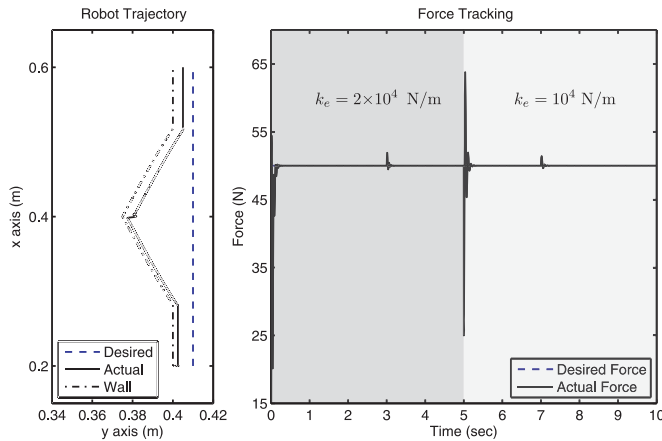 Robot Trajectory
0.6
0.4
0.2
x axis (m)
0.34 0.36 0.38 0.4 0.42
y axis (m)
Desired
Actual
Wall
Force Tracking
65
55
45
35
25
15
Force (N)
k_e = 2×10^4 N/m
k_e = 10^4 N/m
0 1 2 3 4 5 6 7 8 9 10
Time (sec)
Desired Force
Actual Force